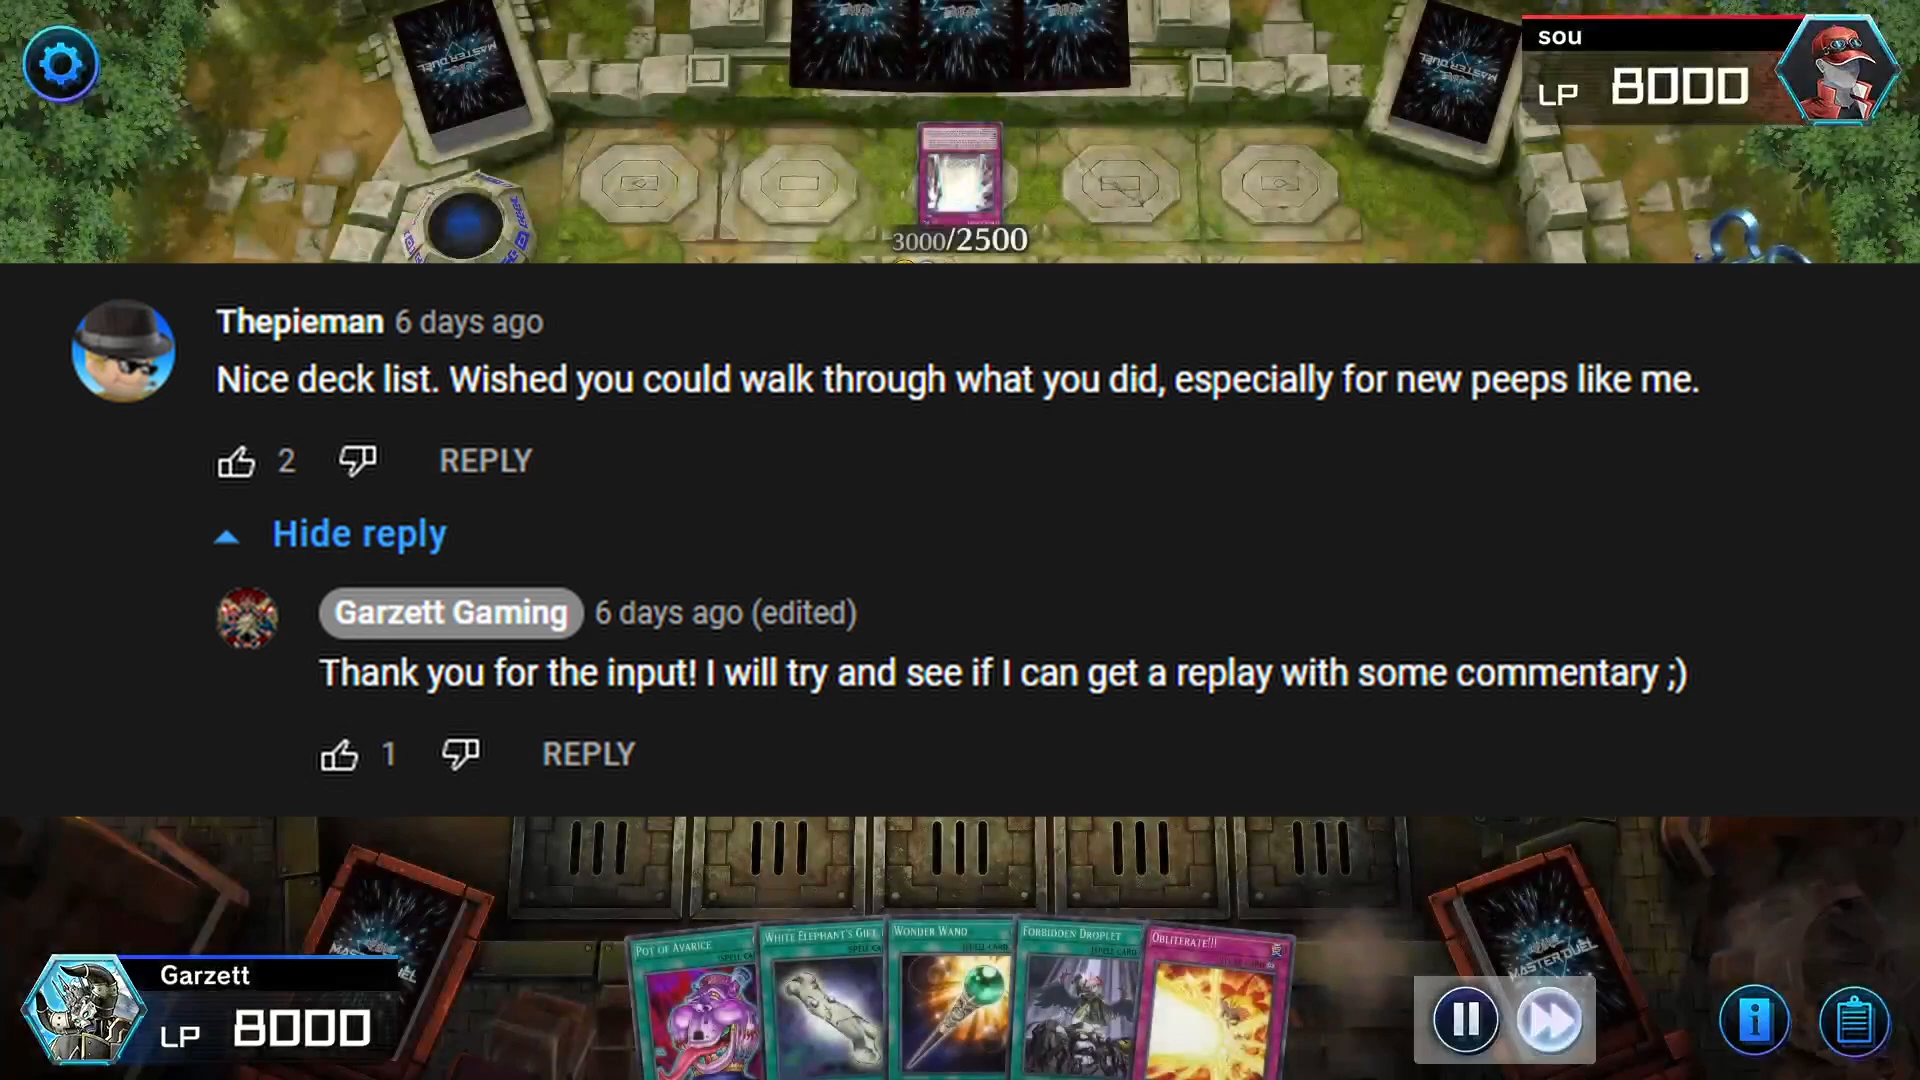 sou
LP 8000
3000/2500
Thepieman 6 days ago
Nice deck list. Wished you could walk through what you did, especially for new peeps like me.
2 REPLY
Hide reply
Garzett Gaming 6 days ago (edited)
Thank you for the input! I will try and see if I can get a replay with some commentary ;)
1 REPLY
POT OF AVARICE
WHITE ELEPHANT'S GIFT
WONDER WAND
FORBIDDEN DROPLET
OBLITERATE!!!
MASTER DUEL
Garzett
LP 8000